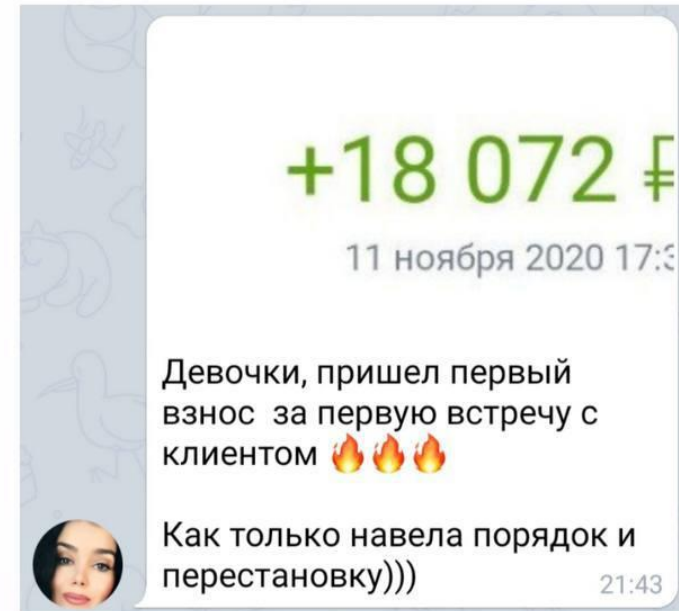 +18 072 ₽
11 ноября 2020 17:3
Девочки, пришел первый
взнос за первую встречу с
клиентом 🔥🔥🔥
Как только навела порядок и
перестановку)))
21:43